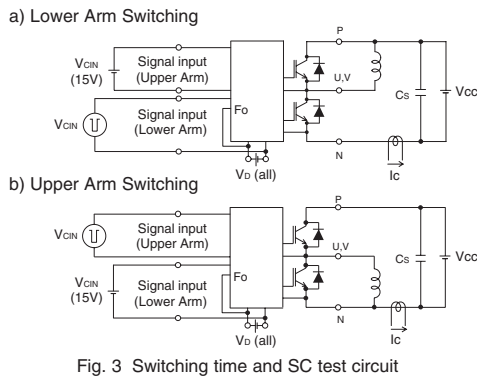 a) Lower Arm Switching
P
VCIN
(15V)
Signal input
(Upper Arm)
U,V
Cs
Vcc
VCIN
Signal input
(Lower Arm)
Fo
VD (all)
N
Ic
b) Upper Arm Switching
P
VCIN
Signal input
(Upper Arm)
U,V
Cs
Vcc
VCIN
(15V)
Signal input
(Lower Arm)
Fo
VD (all)
N
Ic
Fig. 3 Switching time and SC test circuit